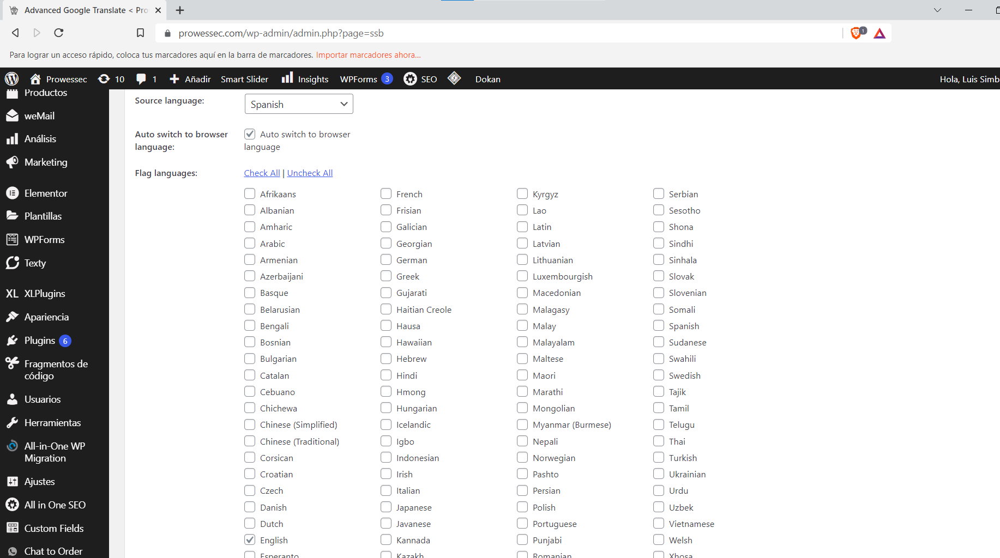 Advanced Google Translate < Pro
prowessec.com/wp-admin/admin.php?page=ssb
1
Para lograr un acceso rápido, coloca tus marcadores aquí en la barra de marcadores. Importar marcadores ahora...
Prowessec 10 1 Añadir Smart Slider Insights WPForms 3 SEO Dokan Hola, Luis Simb
Productos
weMail
Análisis
Marketing
Elementor
Plantillas
WPForms
Texty
XL XLPlugins
Apariencia
Plugins 6
Fragmentos de
código
Usuarios
Herramientas
All-in-One WP
Migration
Ajustes
All in One SEO
Custom Fields
Chat to Order
Source language: Spanish
Auto switch to browser
language:
Auto switch to browser
language
Flag languages: Check All | Uncheck All
Afrikaans French Kyrgyz Serbian
Albanian Frisian Lao Sesotho
Amharic Galician Latin Shona
Arabic Georgian Latvian Sindhi
Armenian German Lithuanian Sinhala
Azerbaijani Greek Luxembourgish Slovak
Basque Gujarati Macedonian Slovenian
Belarusian Haitian Creole Malagasy Somali
Bengali Hausa Malay Spanish
Bosnian Hawaiian Malayalam Sudanese
Bulgarian Hebrew Maltese Swahili
Catalan Hindi Maori Swedish
Cebuano Hmong Marathi Tajik
Chichewa Hungarian Mongolian Tamil
Chinese (Simplified) Icelandic Myanmar (Burmese) Telugu
Chinese (Traditional) Igbo Nepali Thai
Corsican Indonesian Norwegian Turkish
Croatian Irish Pashto Ukrainian
Czech Italian Persian Urdu
Danish Japanese Polish Uzbek
Dutch Javanese Portuguese Vietnamese
English Kannada Punjabi Welsh
Esperanto Kazakh Romanian Xhosa